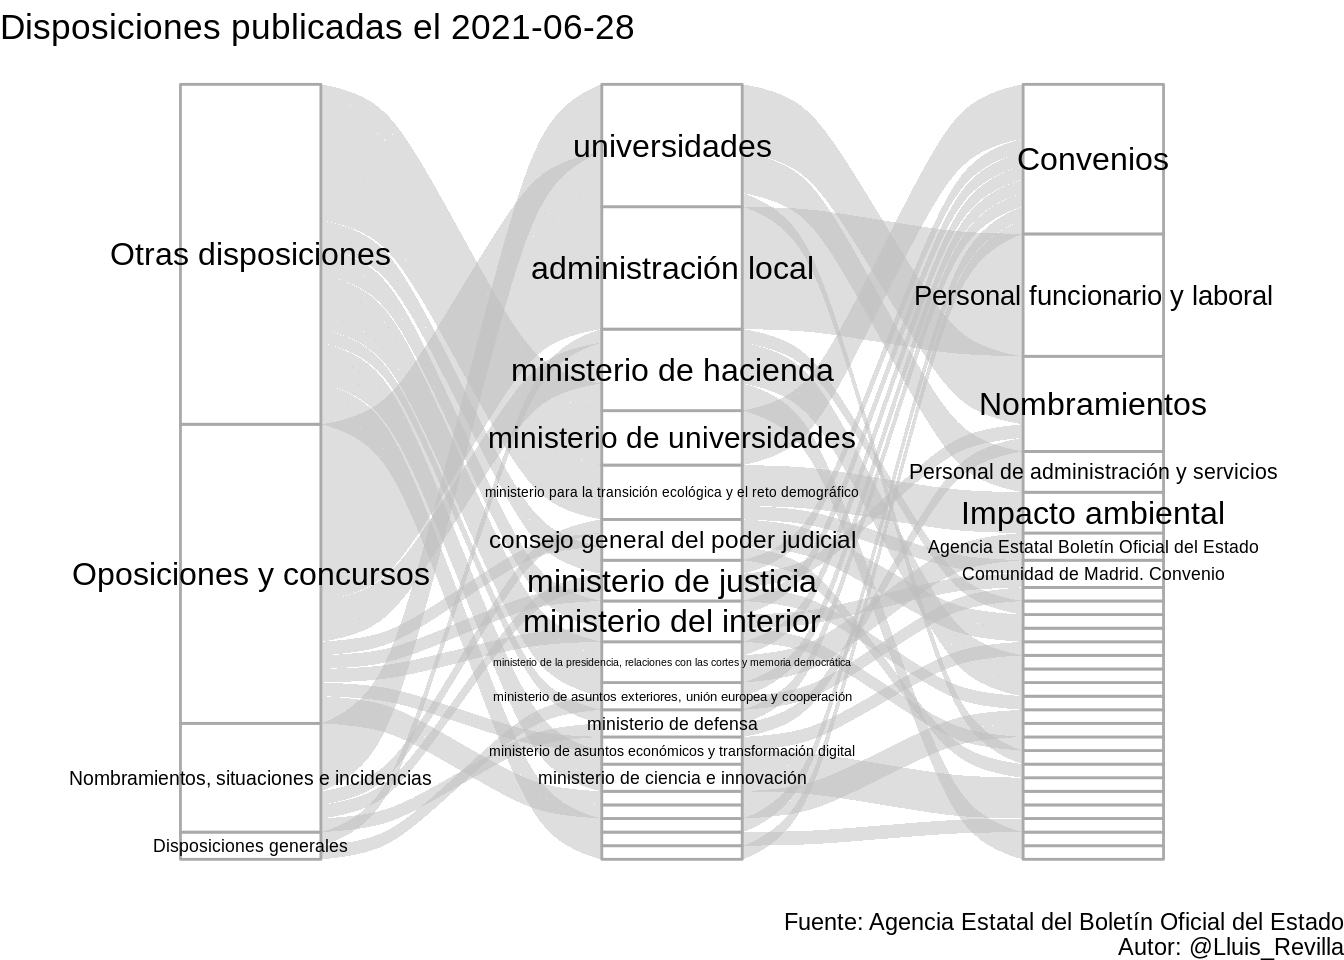 Disposiciones publicadas el 2021-06-28
Otras disposiciones
Oposiciones y concursos
Nombramientos, situaciones e incidencias
Disposiciones generales
universidades
administración local
ministerio de hacienda
ministerio de universidades
ministerio para la transición ecológica y el reto demográfico
consejo general del poder judicial
ministerio de justicia
ministerio del interior
ministerio de la presidencia, relaciones con las cortes y memoria democrática
ministerio de asuntos exteriores, unión europea y cooperación
ministerio de defensa
ministerio de asuntos económicos y transformación digital
ministerio de ciencia e innovación
Convenios
Personal funcionario y laboral
Nombramientos
Personal de administración y servicios
Impacto ambiental
Agencia Estatal Boletín Oficial del Estado
Comunidad de Madrid. Convenio
Fuente: Agencia Estatal del Boletín Oficial del Estado
Autor: @Lluis_Revilla